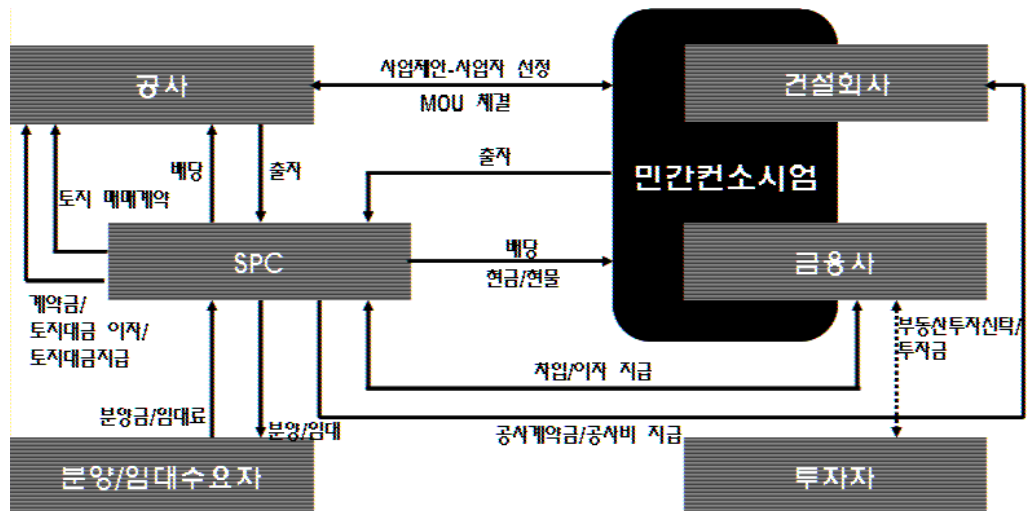 공사
사업제안-사업자 선정
MOU 체결
건설회사
민간컨소시엄
배당
출자
출자
토지 매매계약
SPC
배당
현금/현물
금융사
계약금/
토지대금 이자/
토지대금지급
부동산투자신탁/
투자금
차입/이자 지급
분양금/임대료
분양/임대
공사계약금/공사비 지급
분양/임대수요자
투자자